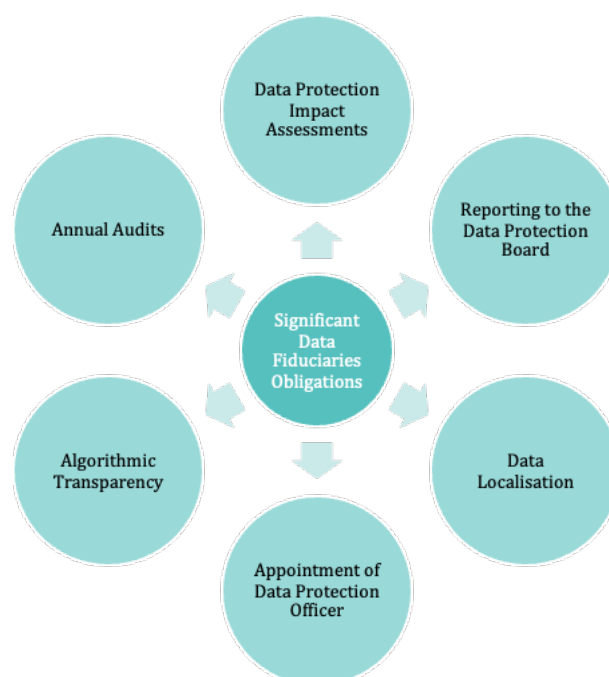 Data Protection
Impact
Assessments
Annual Audits
Reporting to the
Data Protection
Board
Significant
Data
Fiduciaries
Obligations
Algorithmic
Transparency
Data
Localisation
Appointment of
Data Protection
Officer